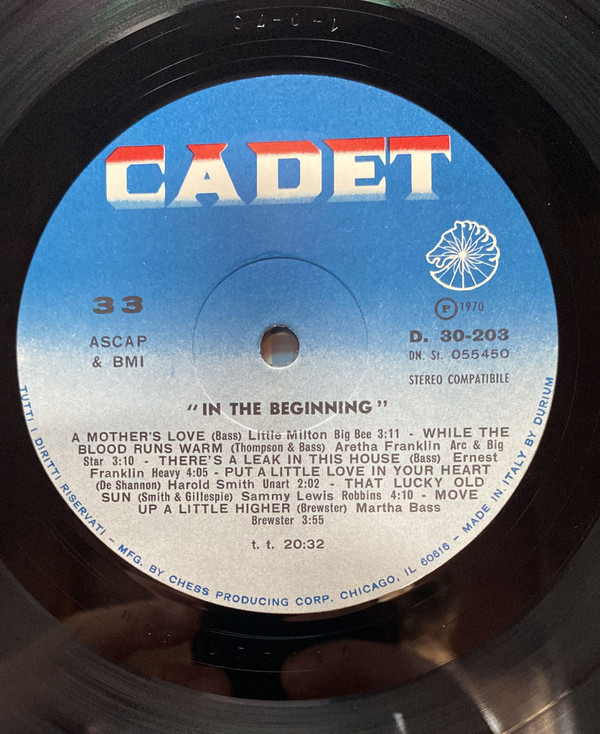 CADET
33
ASCAP
& BMI
Ⓟ 1970
D. 30-203
DN. St. 055450
STEREO COMPATIBILE
"IN THE BEGINNING"
A MOTHER'S LOVE (Bass) Little Milton Big Bee 3:11 - WHILE THE
BLOOD RUNS WARM (Thompson & Bass) Aretha Franklin Arc & Big
Star 3:10 - THERE'S A LEAK IN THIS HOUSE (Bass) Ernest
Franklin Heavy 4:05 - PUT A LITTLE LOVE IN YOUR HEART
(De Shannon) Harold Smith Unart 2:02 - THAT LUCKY OLD
SUN (Smith & Gillespie) Sammy Lewis Robbins 4:10 - MOVE
UP A LITTLE HIGHER (Brewster) Martha Bass
Brewster 3:55
t. t. 20:32
TUTTI I DIRITTI RISERVATI - MFG. BY CHESS PRODUCING CORP. CHICAGO, IL 60616 - MADE IN ITALY BY DURIUM